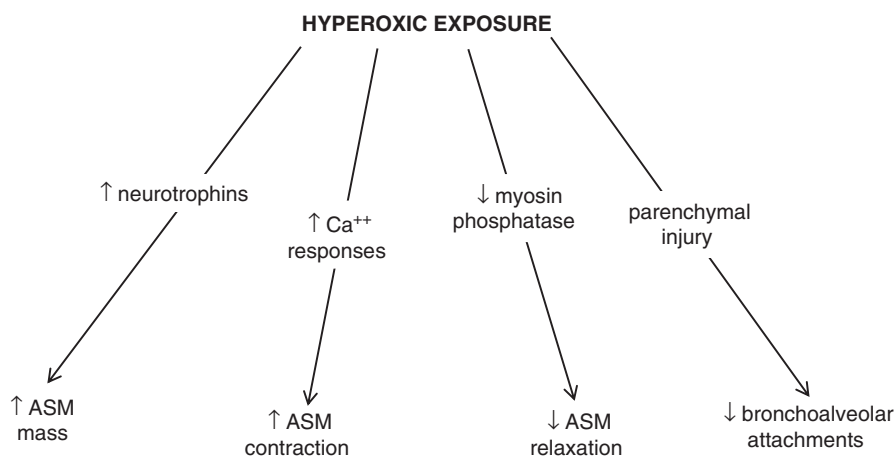 HYPEROXIC EXPOSURE
↑ neurotrophins
↑ Ca⁺⁺
responses
↓ myosin
phosphatase
parenchymal
injury
↑ ASM
mass
↑ ASM
contraction
↓ ASM
relaxation
↓ bronchoalveolar
attachments